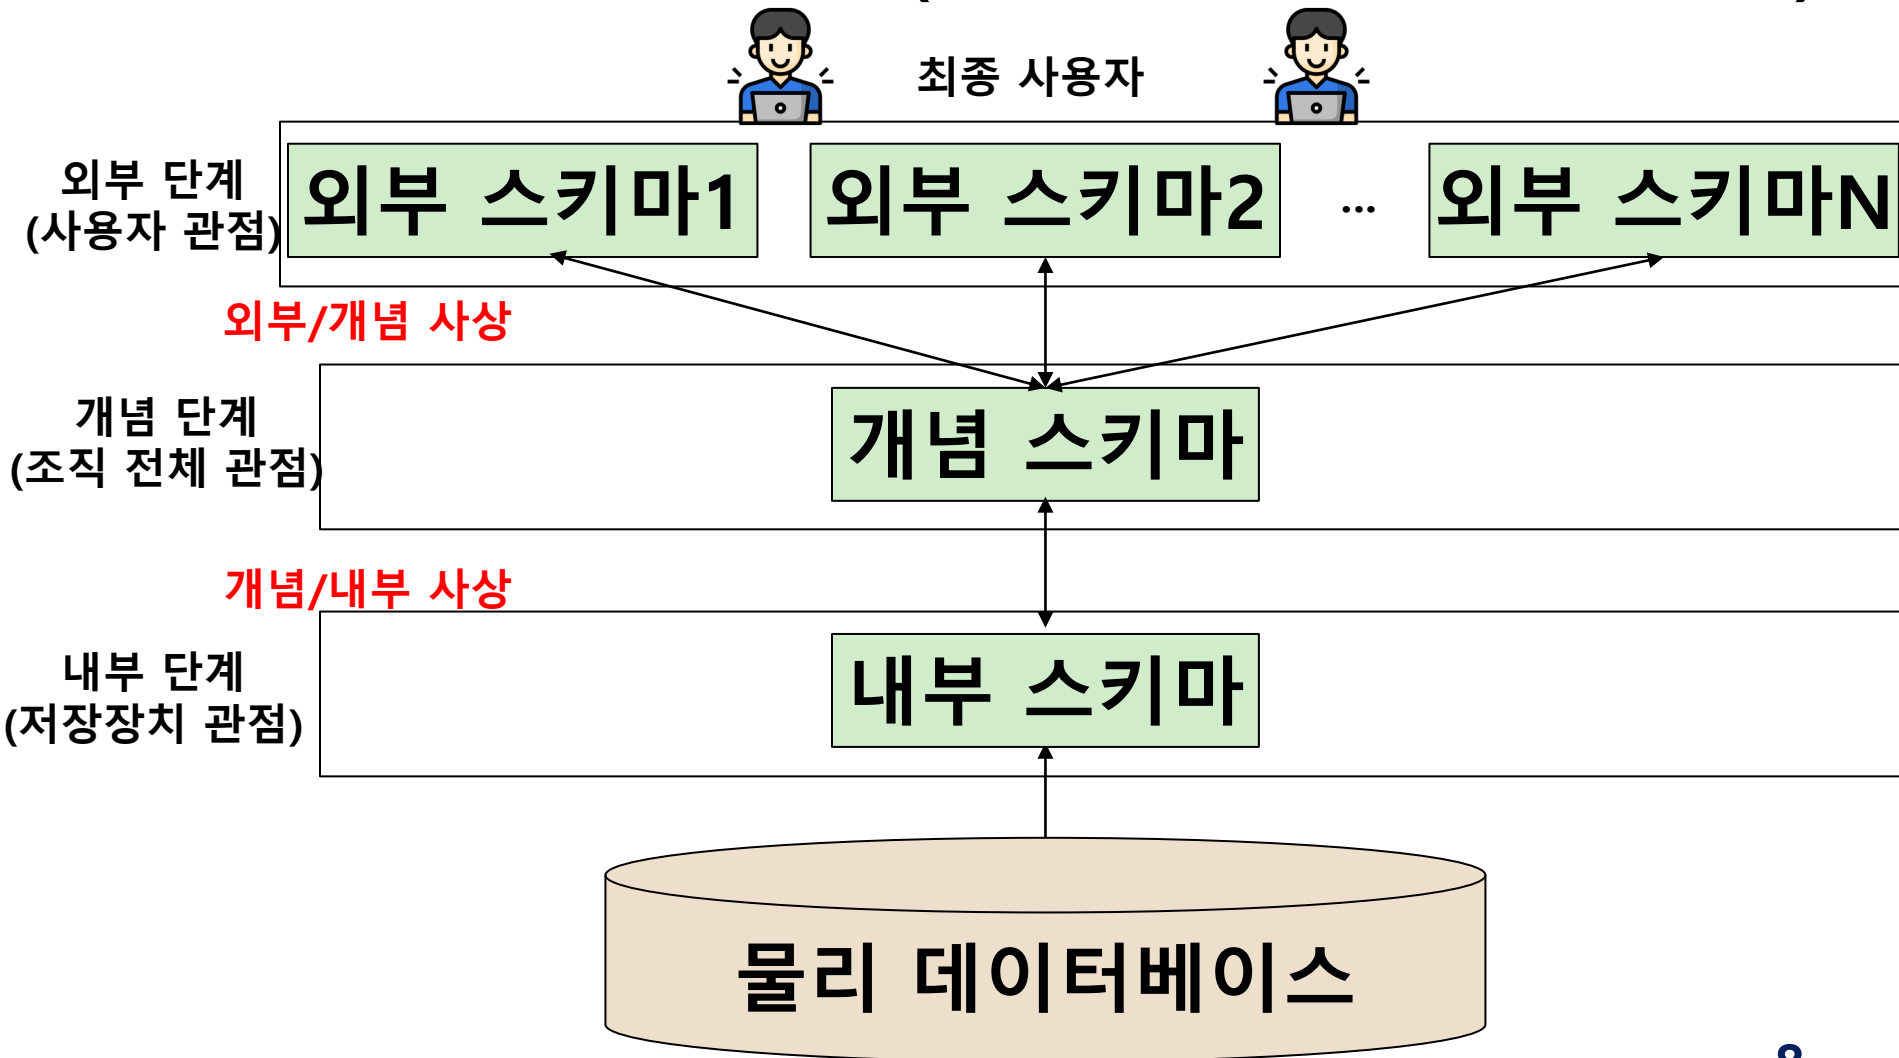 최종 사용자
외부 단계
(사용자 관점)
외부 스키마1
외부 스키마2
...
외부 스키마N
외부/개념 사상
개념 단계
(조직 전체 관점)
개념 스키마
개념/내부 사상
내부 단계
(저장장치 관점)
내부 스키마
물리 데이터베이스